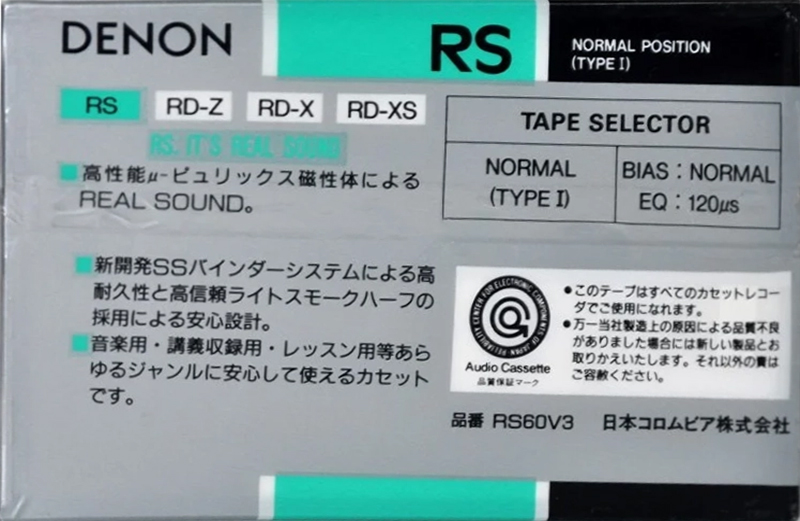 DENON
RS
NORMAL POSITION
(TYPE I)
RS RD-Z RD-X RD-XS
RS. IT'S REAL SOUND
■高性能μ-ピュリックス磁性体による
REAL SOUND。
TAPE SELECTOR
NORMAL
(TYPE I)
BIAS：NORMAL
EQ：120μs
■新開発SSバインダーシステムによる高
耐久性と高信頼ライトスモークハーフの
採用による安心設計。
■音楽用・講義収録用・レッスン用等あら
ゆるジャンルに安心して使えるカセット
です。
RELIABILITY CENTER FOR ELECTRONIC COMPONENTS OF JAPAN
Audio Cassette
品質保証マーク
●このテープはすべてのカセットレコー
ダでご使用になれます。
●万一当社製造上の原因による品質不良
がありました場合には新しい製品とお
取りかえいたします。それ以外の責は
ご容赦ください。
品番 RS60V3 日本コロムビア株式会社